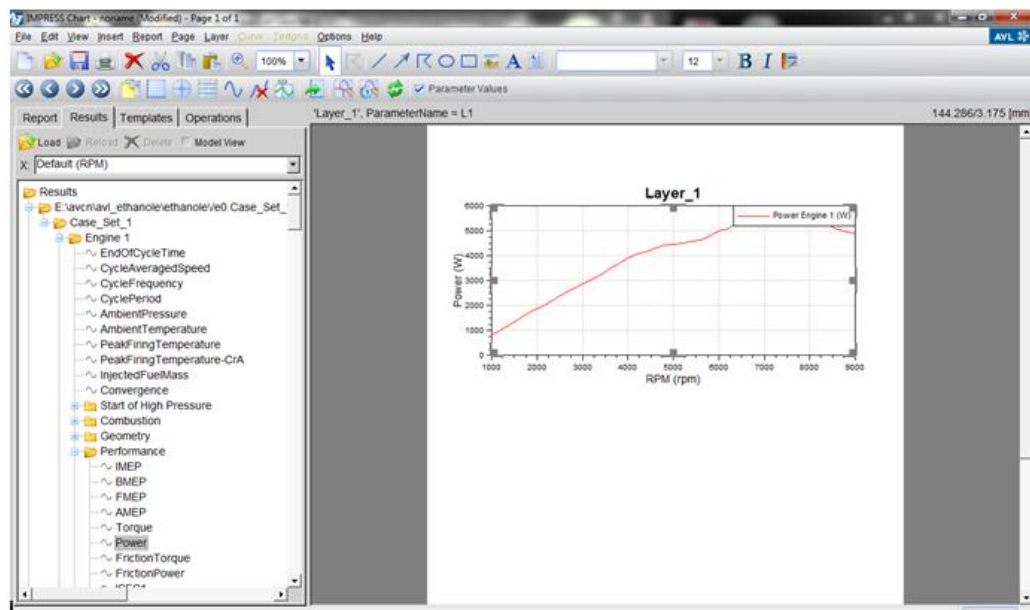 IMPRESS Chart - noname (Modified) - Page 1 of 1
File Edit View Insert Report Page Layer Curve Options Help
AVL
100% 12 B I
Parameter Values
Report Results Templates Operations
'Layer_1', ParameterName = L1
144.286/3.175 [mm
Load Reload Delete Model View
X: Default (RPM)
Results
E:\avcn\avl_ethanole\ethanole\/e0.Case_Set_
Case_Set_1
Engine 1
EndOfCycleTime
CycleAveragedSpeed
CycleFrequency
CyclePeriod
AmbientPressure
AmbientTemperature
PeakFiringTemperature
PeakFiringTemperature-CrA
InjectedFuelMass
Convergence
Start of High Pressure
Combustion
Geometry
Performance
IMEP
BMEP
FMEP
AMEP
Torque
Power
FrictionTorque
FrictionPower
Layer_1
Power Engine 1 (W)
Power (W)
6000
5000
4000
3000
2000
1000
0
1000 2000 3000 4000 5000 6000 7000 8000 9000
RPM (rpm)